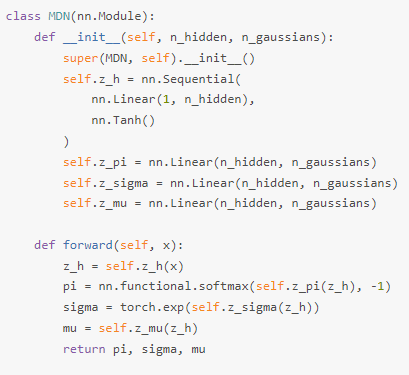 class MDN(nn.Module):
    def __init__(self, n_hidden, n_gaussians):
        super(MDN, self).__init__()
        self.z_h = nn.Sequential(
            nn.Linear(1, n_hidden),
            nn.Tanh()
        )
        self.z_pi = nn.Linear(n_hidden, n_gaussians)
        self.z_sigma = nn.Linear(n_hidden, n_gaussians)
        self.z_mu = nn.Linear(n_hidden, n_gaussians)

    def forward(self, x):
        z_h = self.z_h(x)
        pi = nn.functional.softmax(self.z_pi(z_h), -1)
        sigma = torch.exp(self.z_sigma(z_h))
        mu = self.z_mu(z_h)
        return pi, sigma, mu